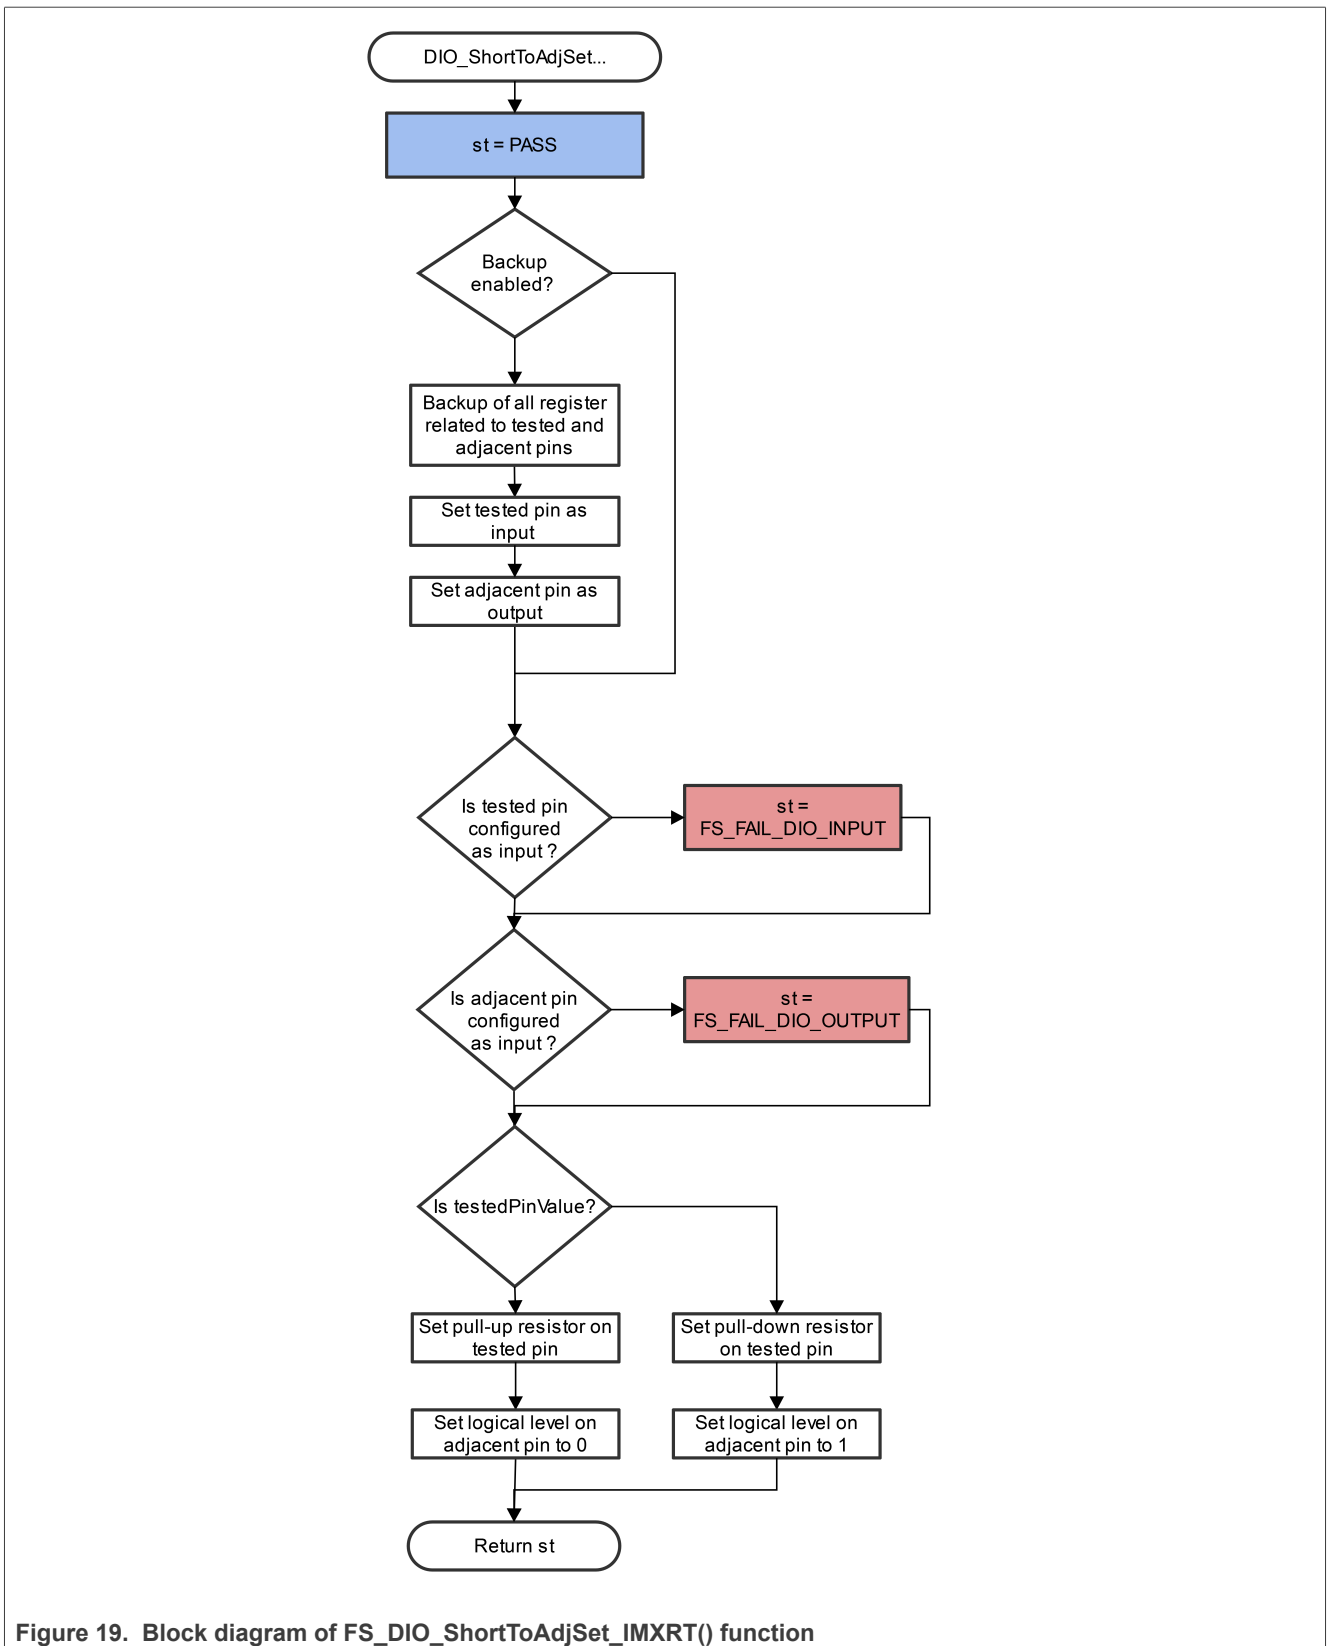 DIO_ShortToAdjSet...
st = PASS
Backup
enabled?
Backup of all register
related to tested and
adjacent pins
Set tested pin as
input
Set adjacent pin as
output
Is tested pin
configured
as input ?
st =
FS_FAIL_DIO_INPUT
Is adjacent pin
configured
as input ?
st =
FS_FAIL_DIO_OUTPUT
Is testedPinValue?
Set pull-up resistor on
tested pin
Set pull-down resistor
on tested pin
Set logical level on
adjacent pin to 0
Set logical level on
adjacent pin to 1
Return st
Figure 19. Block diagram of FS_DIO_ShortToAdjSet_IMXRT() function